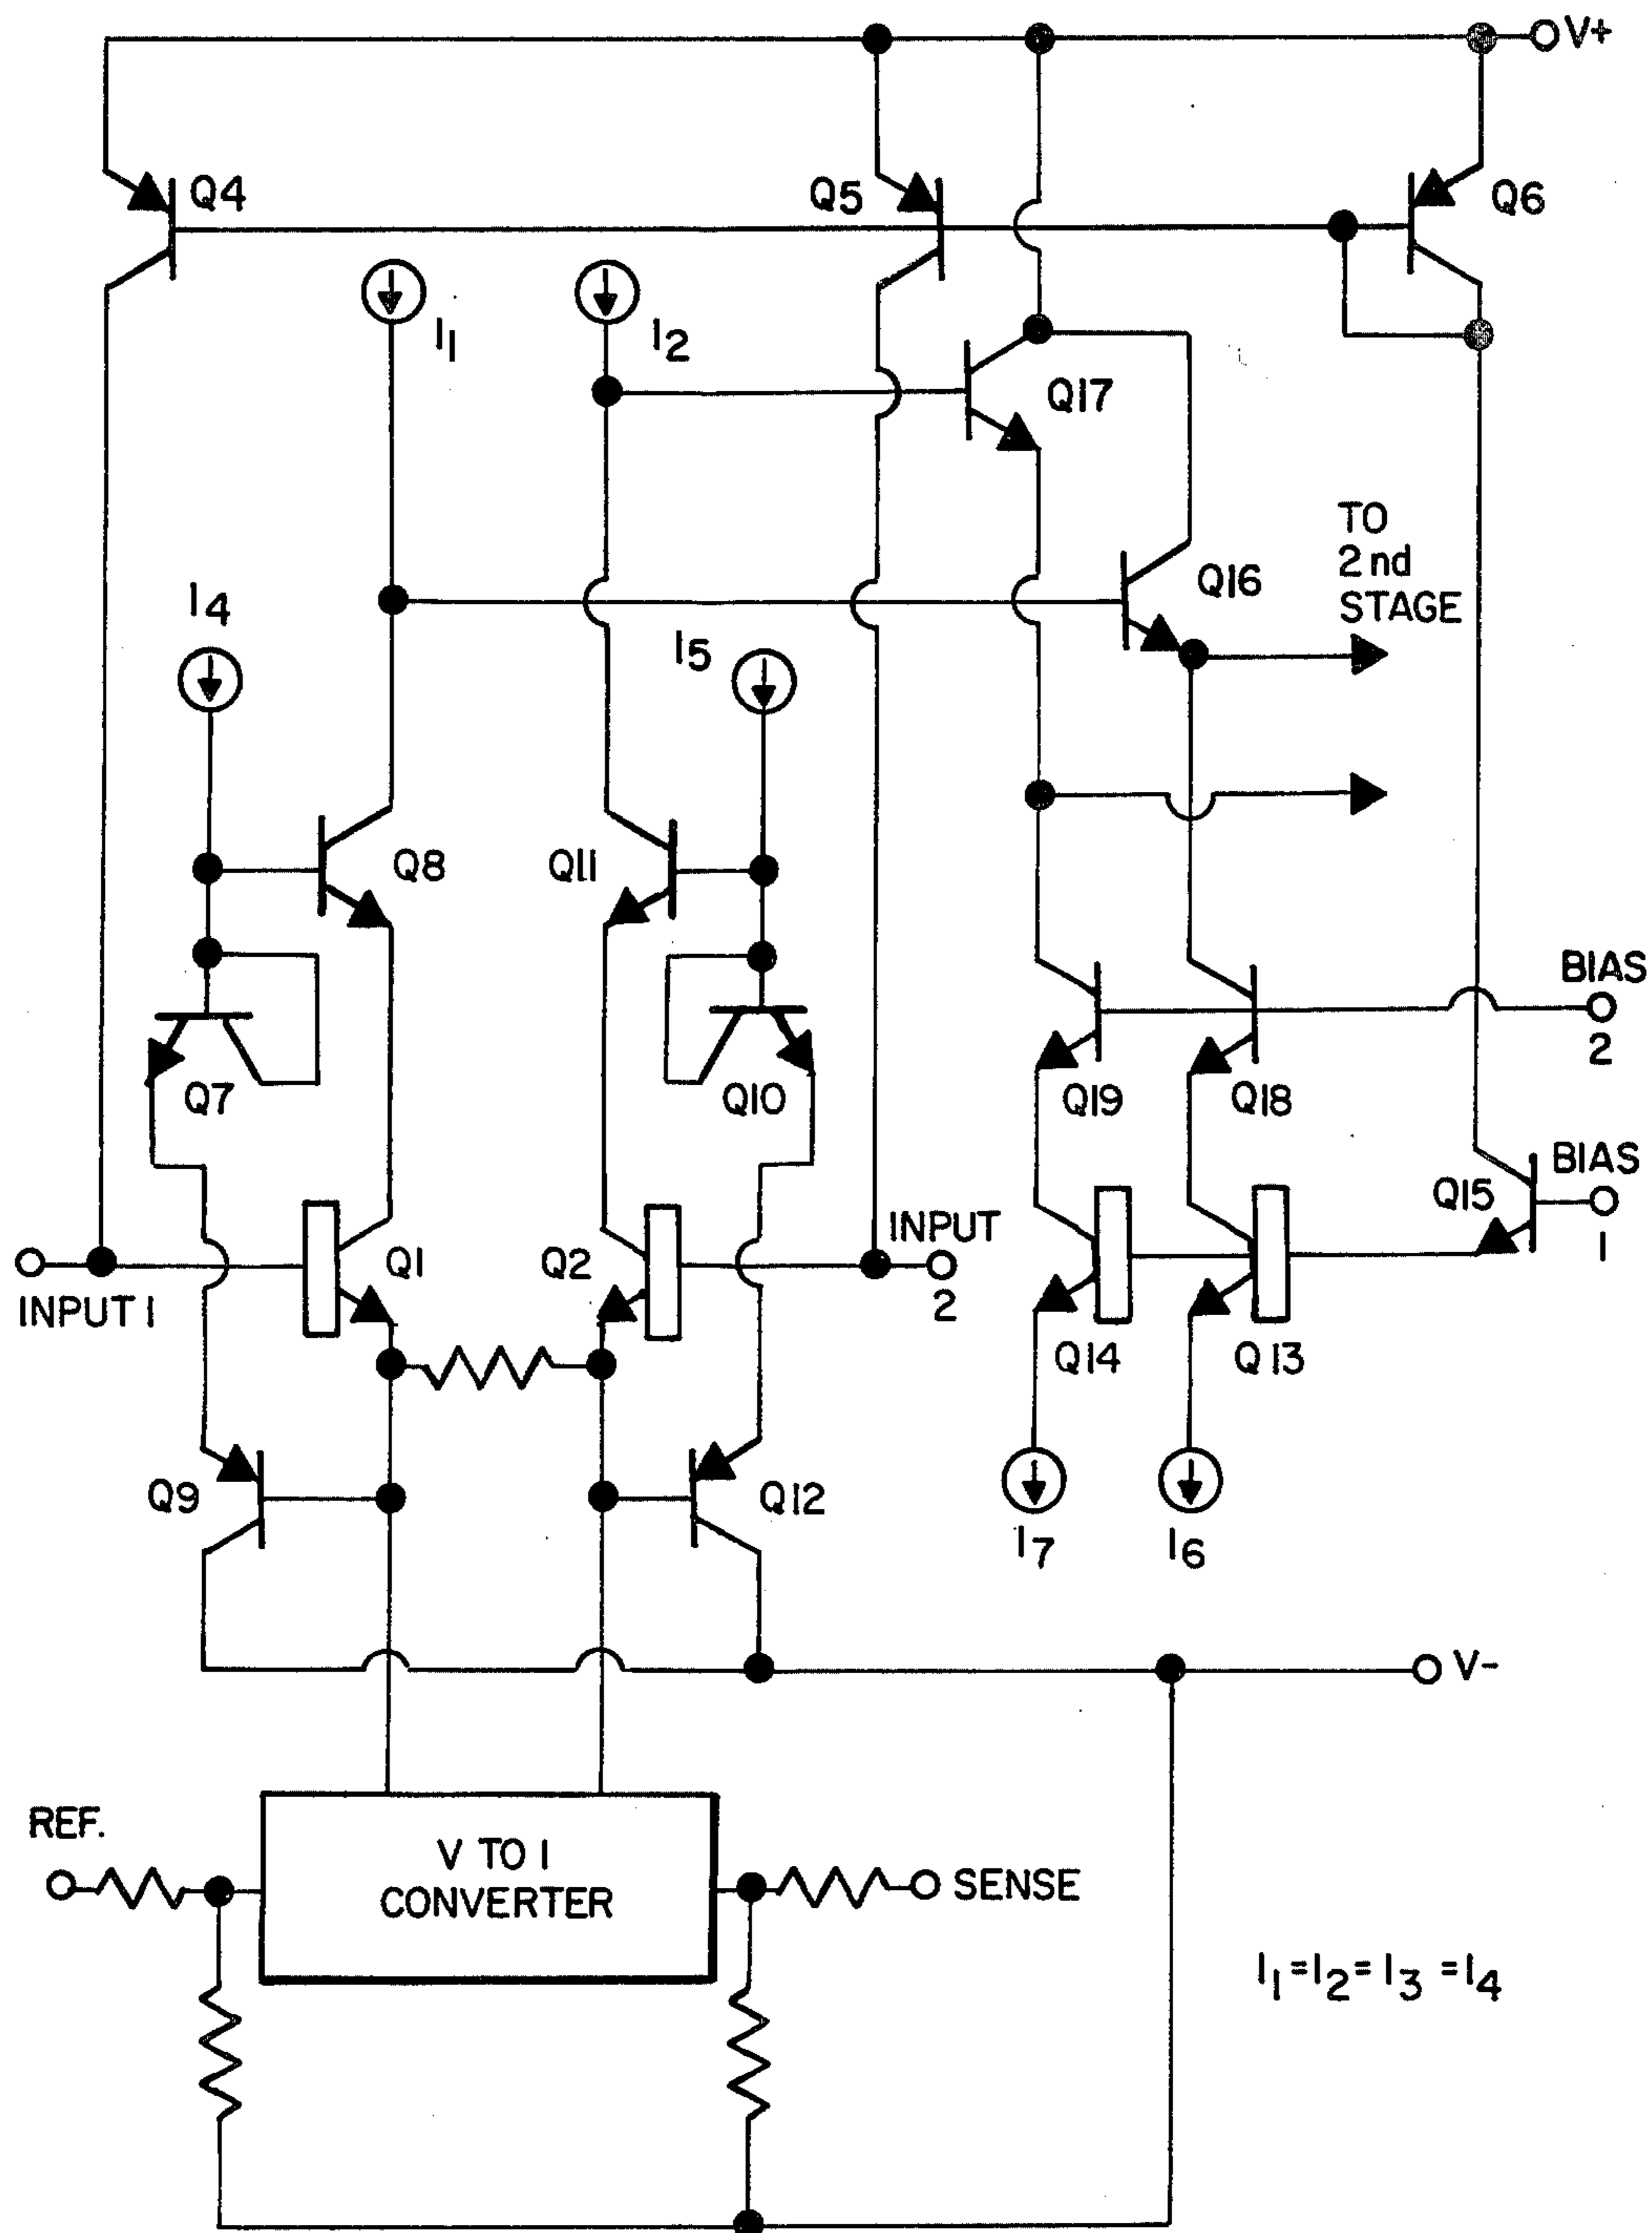 V+
Q4
Q5
Q6
I1
I2
Q17
TO
2nd
STAGE
Q16
I4
I5
Q8
Q11
BIAS
2
Q7
Q10
Q19
Q18
BIAS
1
Q15
INPUT
2
Q1
Q2
INPUT 1
Q14
Q13
Q9
Q12
I7
I6
V-
REF.
V TO I
CONVERTER
SENSE
I1=I2=I3=I4